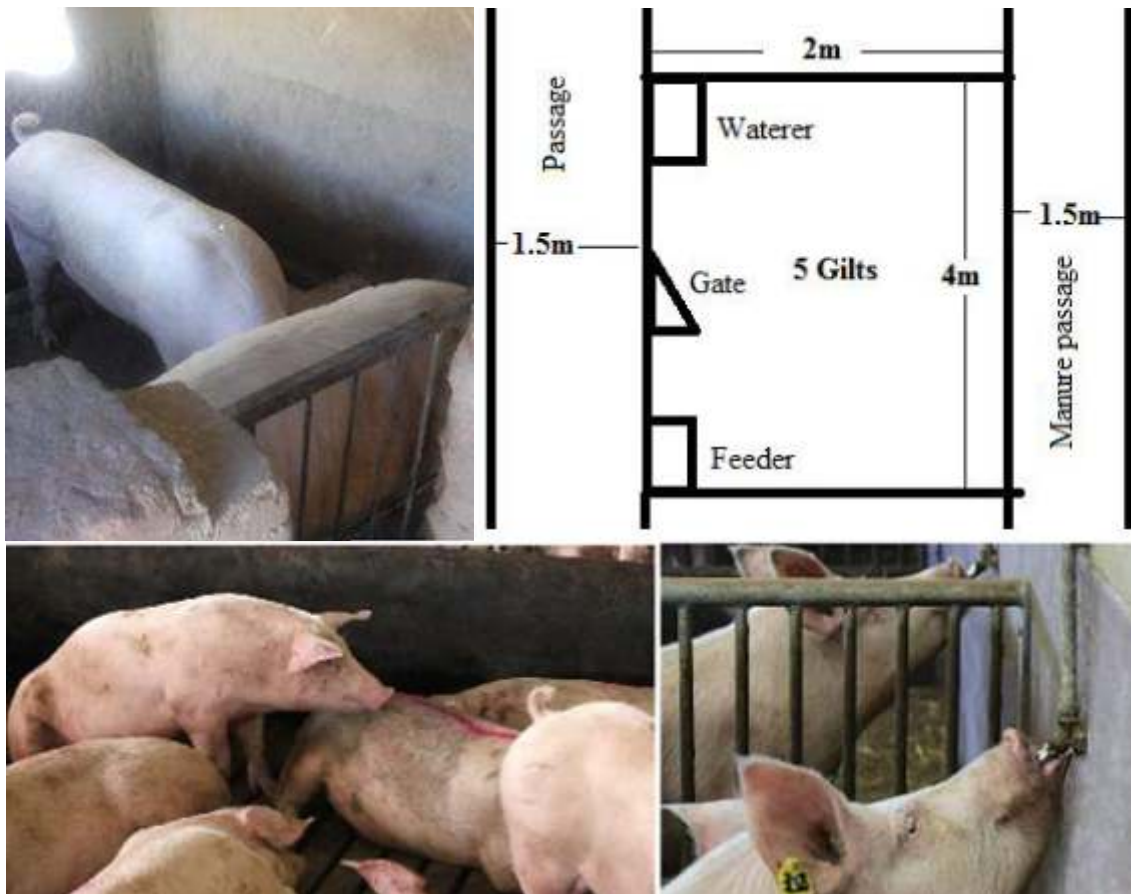 2m
Waterer
Passage
1.5m
1.5m
Gate
5 Gilts
4m
Manure passage
Feeder